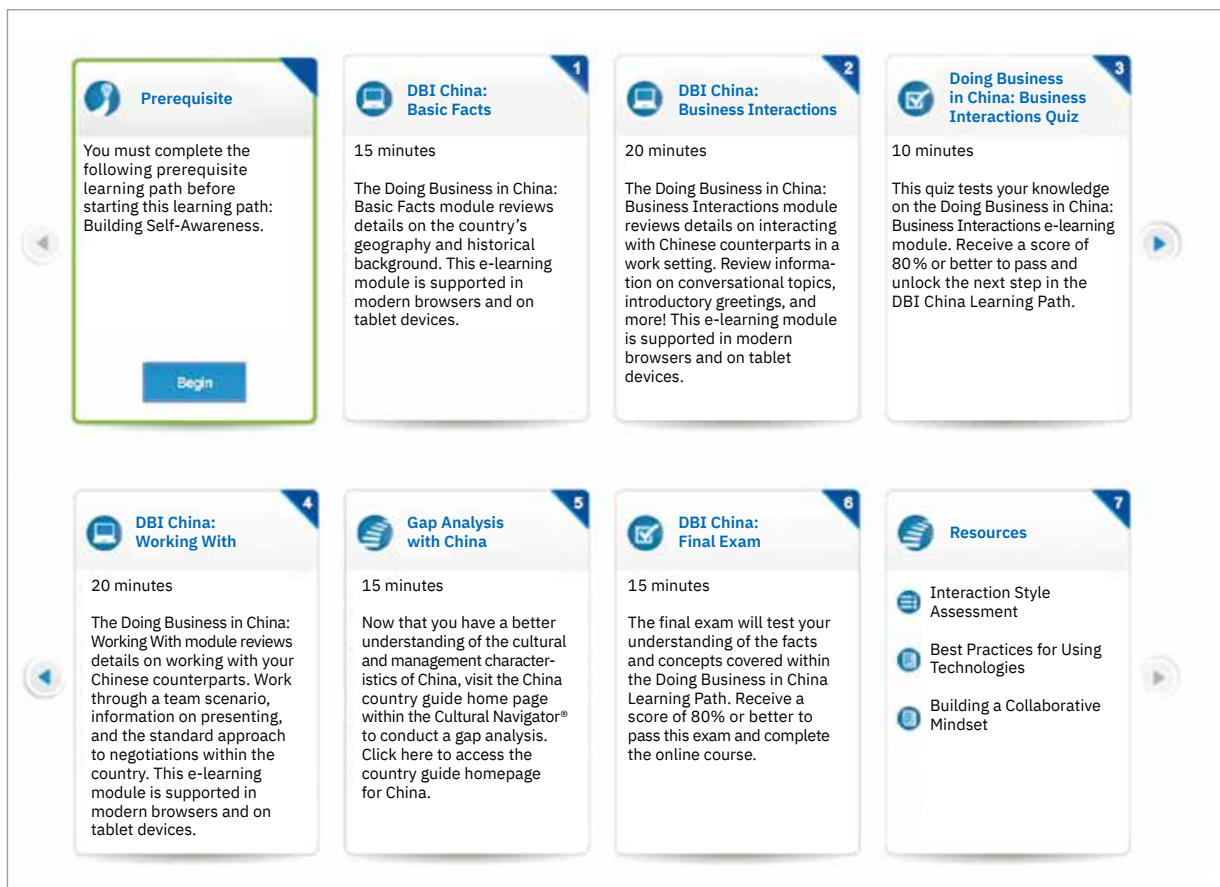 Prerequisite
You must complete the
following prerequisite
learning path before
starting this learning path:
Building Self-Awareness.
Begin
1
DBI China:
Basic Facts
15 minutes
The Doing Business in China:
Basic Facts module reviews
details on the country's
geography and historical
background. This e-learning
module is supported in
modern browsers and on
tablet devices.
2
DBI China:
Business Interactions
20 minutes
The Doing Business in China:
Business Interactions module
reviews details on interacting
with Chinese counterparts in a
work setting. Review informa-
tion on conversational topics,
introductory greetings, and
more! This e-learning module
is supported in modern
browsers and on tablet
devices.
3
Doing Business
in China: Business
Interactions Quiz
10 minutes
This quiz tests your knowledge
on the Doing Business in China:
Business Interactions e-learning
module. Receive a score of
80% or better to pass and
unlock the next step in the
DBI China Learning Path.
4
DBI China:
Working With
20 minutes
The Doing Business in China:
Working With module reviews
details on working with your
Chinese counterparts. Work
through a team scenario,
information on presenting,
and the standard approach
to negotiations within the
country. This e-learning
module is supported in
modern browsers and on
tablet devices.
5
Gap Analysis
with China
15 minutes
Now that you have a better
understanding of the cultural
and management character-
istics of China, visit the China
country guide home page
within the Cultural Navigator®
to conduct a gap analysis.
Click here to access the
country guide homepage
for China.
6
DBI China:
Final Exam
15 minutes
The final exam will test your
understanding of the facts
and concepts covered within
the Doing Business in China
Learning Path. Receive a
score of 80% or better to
pass this exam and complete
the online course.
7
Resources
Interaction Style
Assessment
Best Practices for Using
Technologies
Building a Collaborative
Mindset